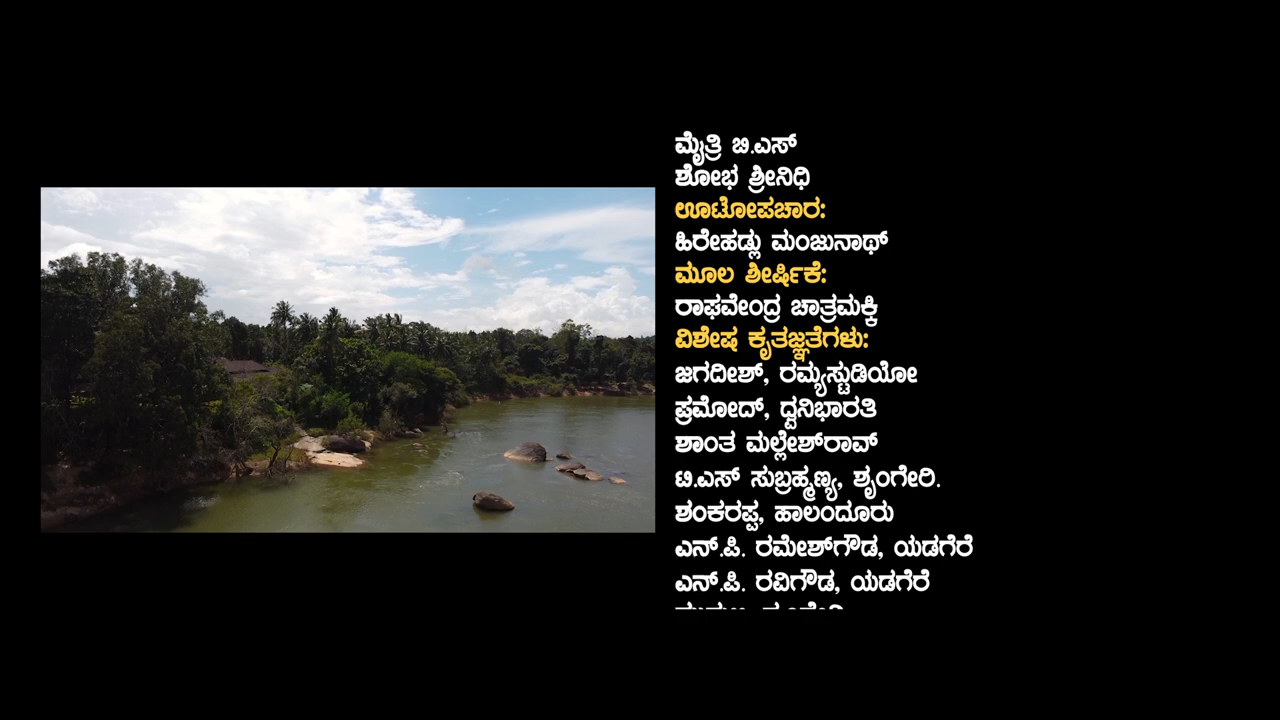 ಮೈತ್ರಿ ಬಿ.ಎಸ್
ಶೋಭ ಶ್ರೀನಿಧಿ
ಊಟೋಪಚಾರ:
ಹಿರೇಹಡ್ಲು ಮಂಜುನಾಥ್
ಮೂಲ ಶೀರ್ಷಿಕೆ:
ರಾಘವೇಂದ್ರ ಚಾತ್ರಮಕ್ಕಿ
ವಿಶೇಷ ಕೃತಜ್ಞತೆಗಳು:
ಜಗದೀಶ್, ರಮ್ಯಸ್ಟುಡಿಯೋ
ಪ್ರಮೋದ್, ಧ್ವನಿಭಾರತಿ
ಶಾಂತ ಮಲ್ಲೇಶ್‌ರಾವ್
ಟಿ.ಎಸ್ ಸುಬ್ರಹ್ಮಣ್ಯ, ಶೃಂಗೇರಿ.
ಶಂಕರಪ್ಪ, ಹಾಲಂದೂರು
ಎನ್.ಪಿ. ರಮೇಶ್‌ಗೌಡ, ಯಡಗೆರೆ
ಎನ್.ಪಿ. ರವಿಗೌಡ, ಯಡಗೆರೆ